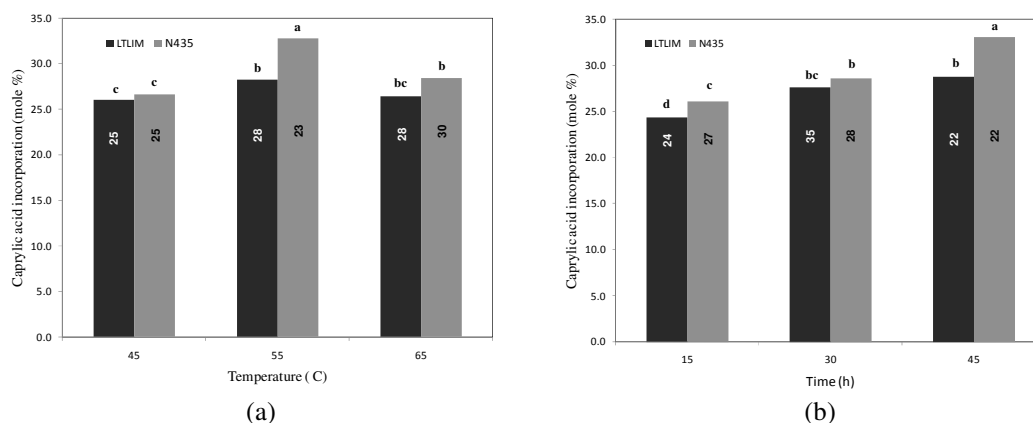 35.0
30.0
25.0
20.0
15.0
10.0
5.0
0.0
Caprylic acid incorporation (mole %)
LTLIM N435
c c b a bc b
25 25 28 23 28 30
45 55 65
Temperature ( C)
(a)
35.0
30.0
25.0
20.0
15.0
10.0
5.0
0.0
Caprylic acid incorporation (mole %)
LTLIM N435
d c bc b b a
24 27 35 28 22 22
15 30 45
Time (h)
(b)